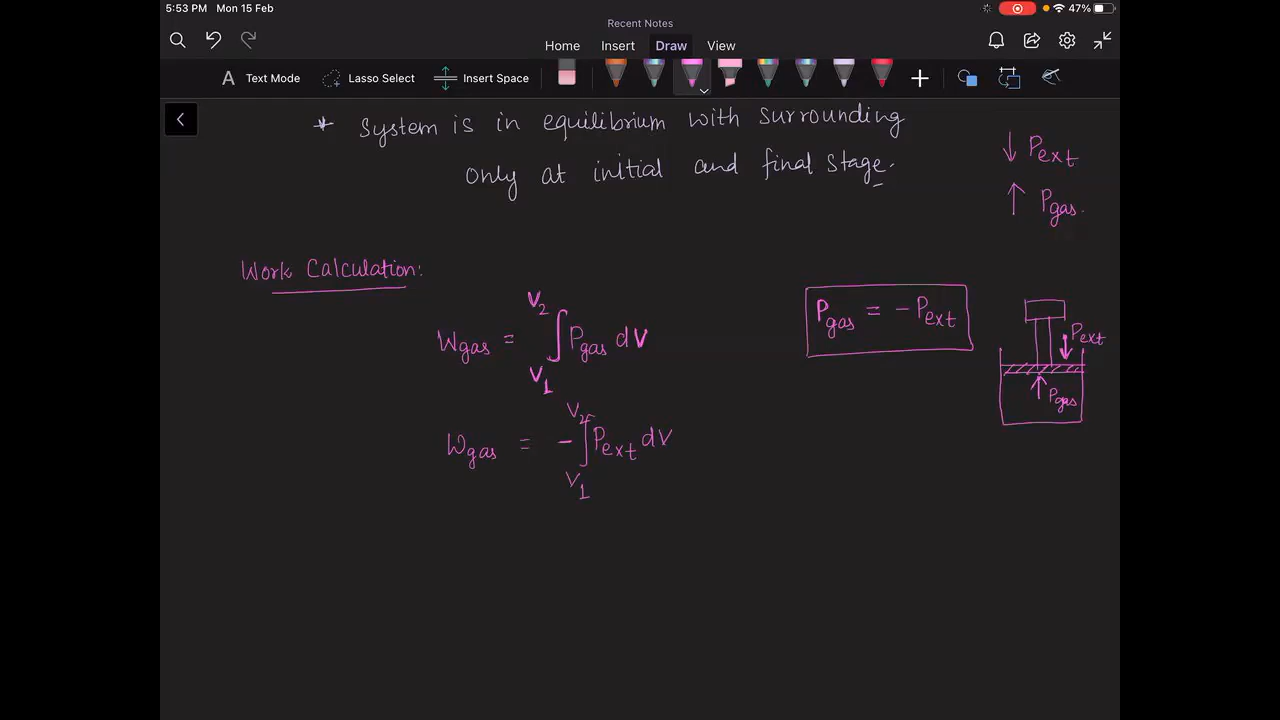 5:53 PM Mon 15 Feb
47%
Recent Notes
Home Insert Draw View
A Text Mode Lasso Select Insert Space
* System is in equilibrium with surrounding
only at initial and final stage.
↓ Pext
↑ Pgas.
Work Calculation:
Wgas = ∫ V1 V2 Pgas dV
Pgas = - Pext
Pext
Pgas
Wgas = - ∫ V1 V2 Pext dV